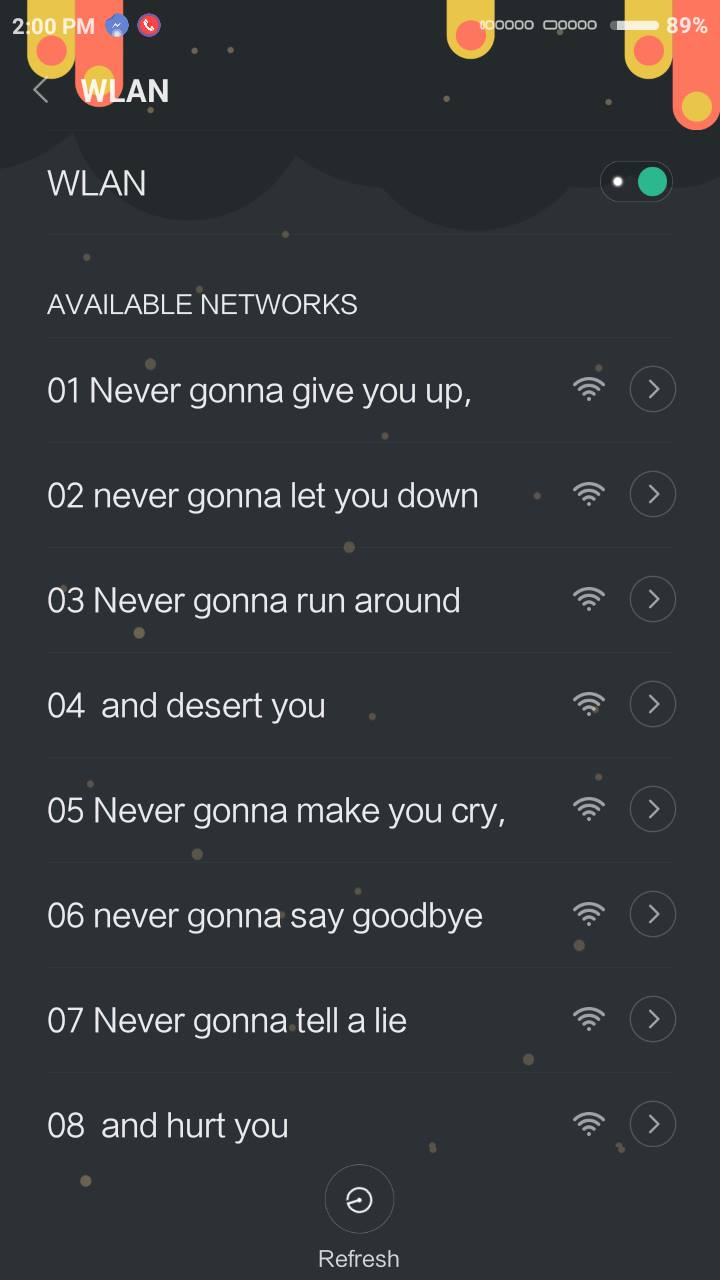 2:00 PM 89%
WLAN
WLAN
AVAILABLE NETWORKS
01 Never gonna give you up,
02 never gonna let you down
03 Never gonna run around
04  and desert you
05 Never gonna make you cry,
06 never gonna say goodbye
07 Never gonna tell a lie
08  and hurt you
Refresh